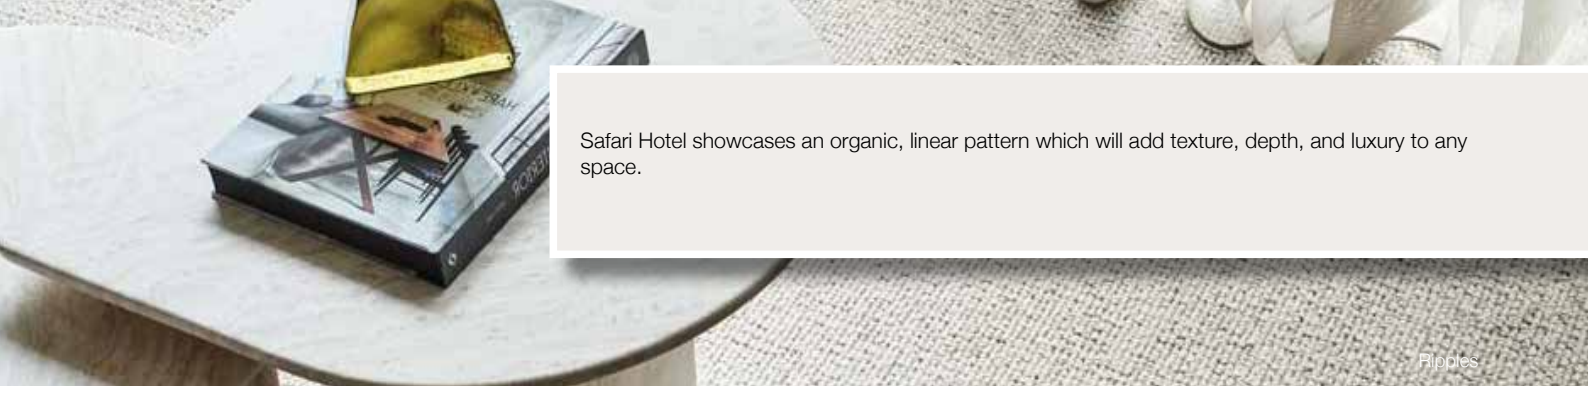 Safari Hotel showcases an organic, linear pattern which will add texture, depth, and luxury to any
space.
Ripples